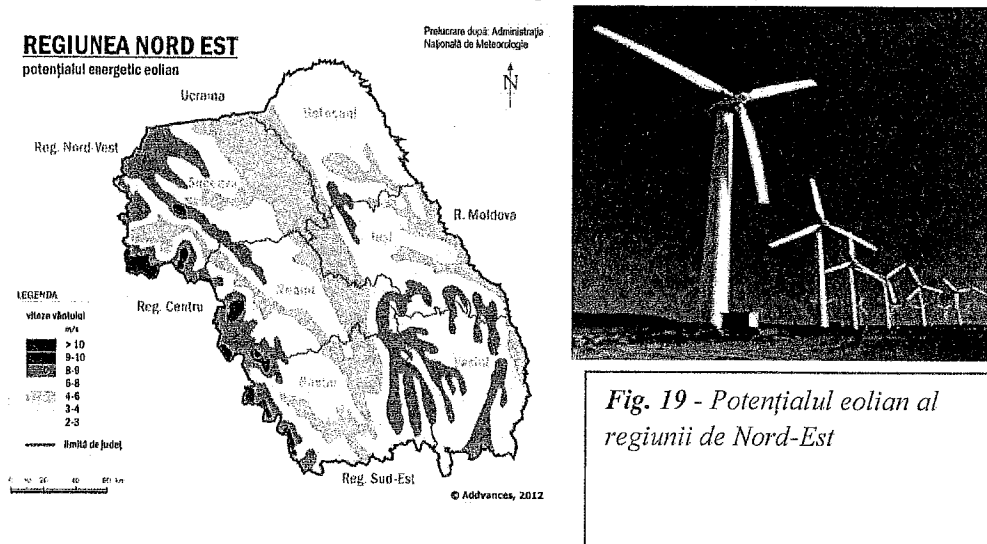 REGIUNEA NORD EST
potențialul energetic eolian
Prelucrare după: Administrația
Națională de Meteorologie
N
Ucraina
Botoșani
Reg. Nord-Vest
Suceava
R. Moldova
Iași
Neamț
Reg. Centru
Vaslui
Bacău
LEGENDA
viteza vântului
m/s
> 10
9-10
8-9
6-8
4-6
3-4
2-3
limită de județ
Reg. Sud-Est
© Addvances, 2012
Fig. 19 - Potențialul eolian al
regiunii de Nord-Est